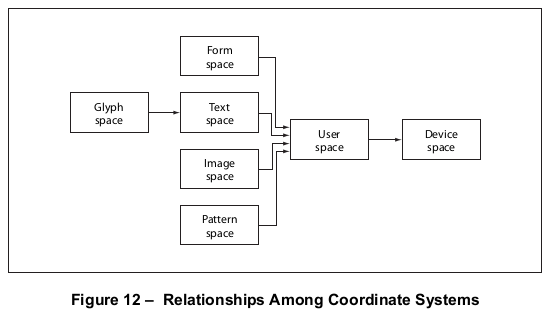 Form
space
Glyph
space
Text
space
User
space
Device
space
Image
space
Pattern
space
Figure 12 – Relationships Among Coordinate Systems